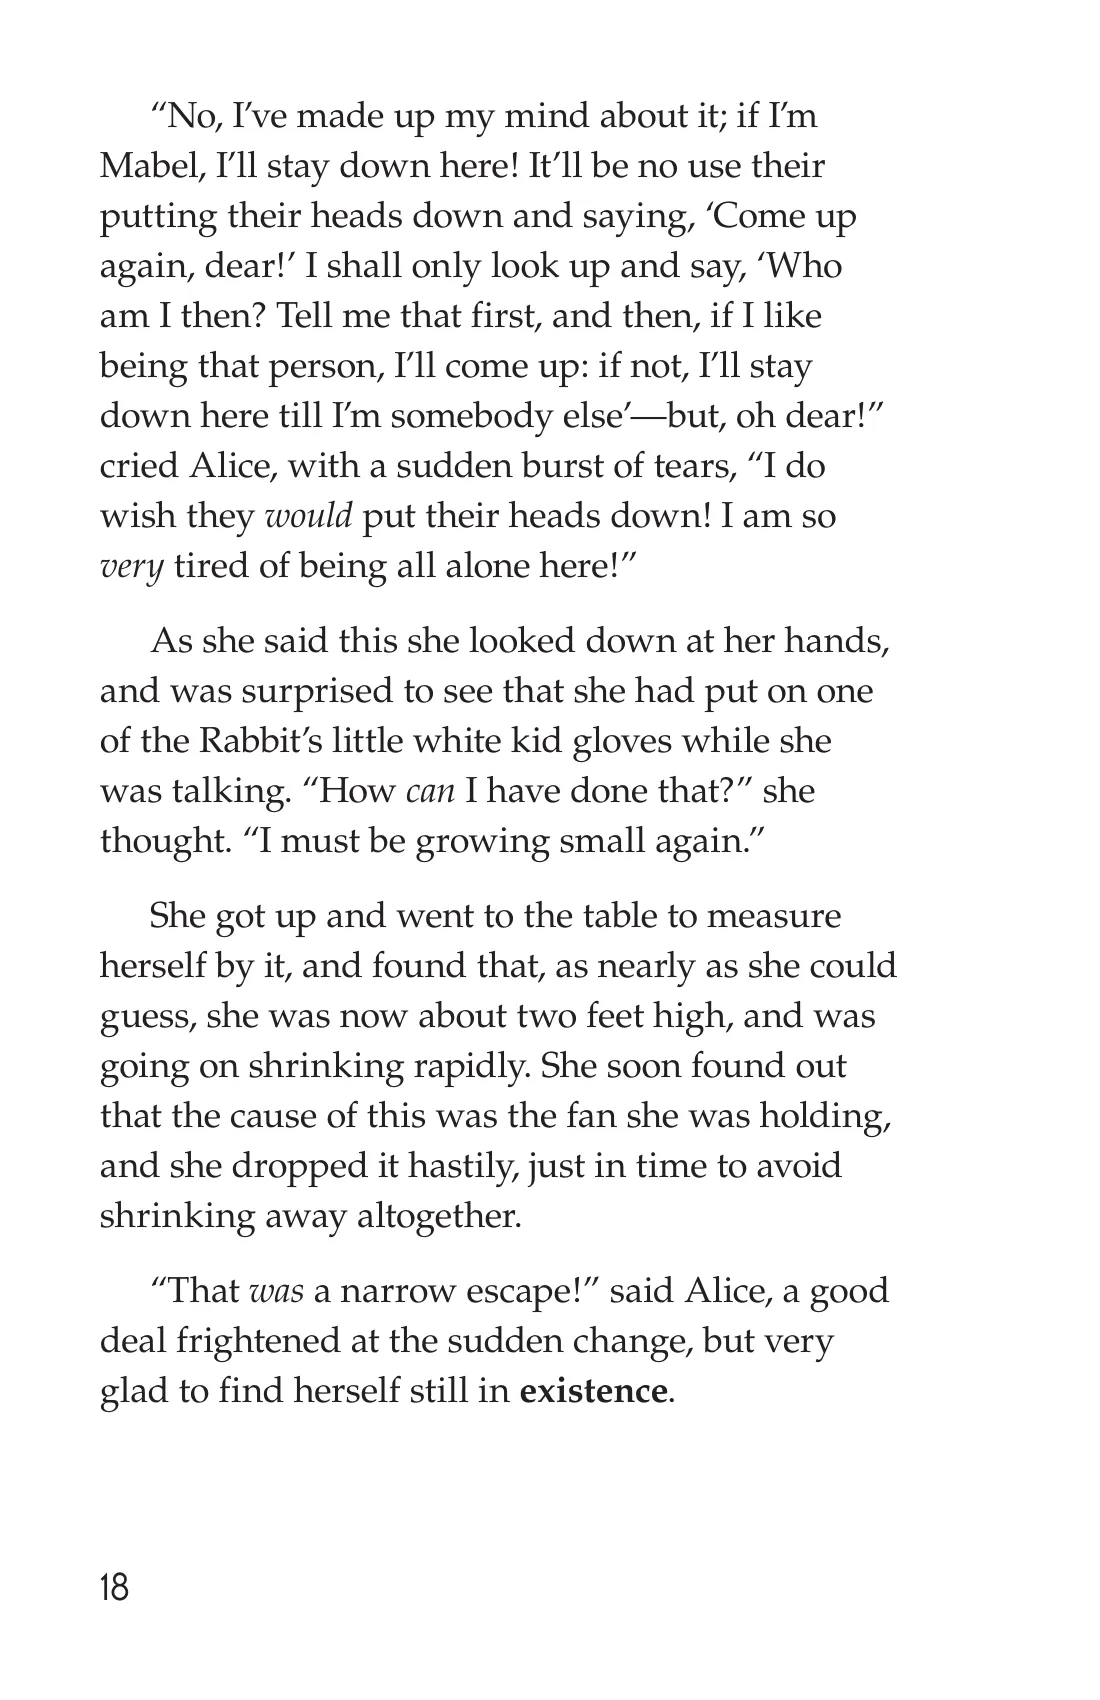 “No, I’ve made up my mind about it; if I’m
Mabel, I’ll stay down here! It’ll be no use their
putting their heads down and saying, ‘Come up
again, dear!’ I shall only look up and say, ‘Who
am I then? Tell me that first, and then, if I like
being that person, I’ll come up: if not, I’ll stay
down here till I’m somebody else’—but, oh dear!”
cried Alice, with a sudden burst of tears, “I do
wish they would put their heads down! I am so
very tired of being all alone here!”
As she said this she looked down at her hands,
and was surprised to see that she had put on one
of the Rabbit’s little white kid gloves while she
was talking. “How can I have done that?” she
thought. “I must be growing small again.”
She got up and went to the table to measure
herself by it, and found that, as nearly as she could
guess, she was now about two feet high, and was
going on shrinking rapidly. She soon found out
that the cause of this was the fan she was holding,
and she dropped it hastily, just in time to avoid
shrinking away altogether.
“That was a narrow escape!” said Alice, a good
deal frightened at the sudden change, but very
glad to find herself still in existence.
18